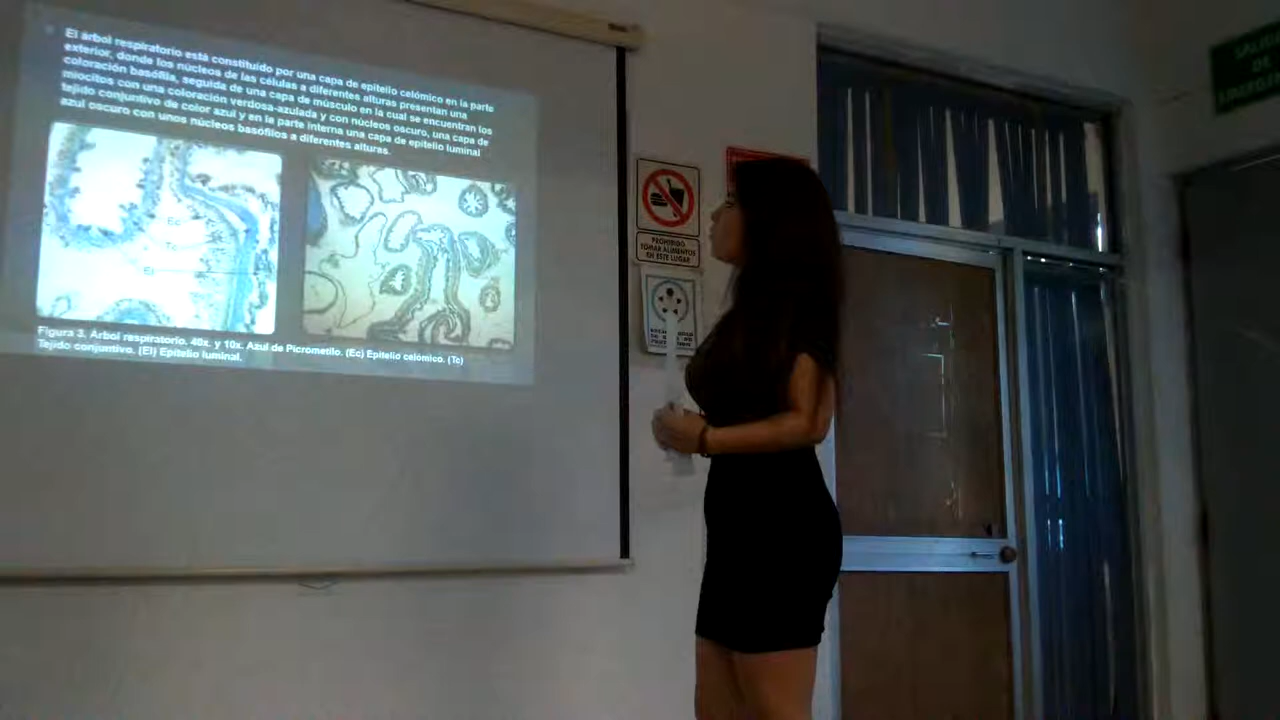 El árbol respiratorio está constituido por una capa de epitelio celómico en la parte
exterior, donde los núcleos de las células a diferentes alturas presentan una
coloración basófila, seguida de una capa de músculo en la cual se encuentran los
miocitos con una coloración verdosa-azulada y con núcleos oscuro, una capa de
tejido conjuntivo de color azul y en la parte interna una capa de epitelio luminal
azul oscuro con unos núcleos basófilos a diferentes alturas.
Ec
Tc
El
Figura 3. Árbol respiratorio. 40x. y 10x. Azul de Picrometilo. (Ec) Epitelio celómico. (Tc)
Tejido conjuntivo. (El) Epitelio luminal.
PROHIBIDO
TOMAR ALIMENTOS
EN ESTE LUGAR
SALIDA
DE
EMERGENCIA